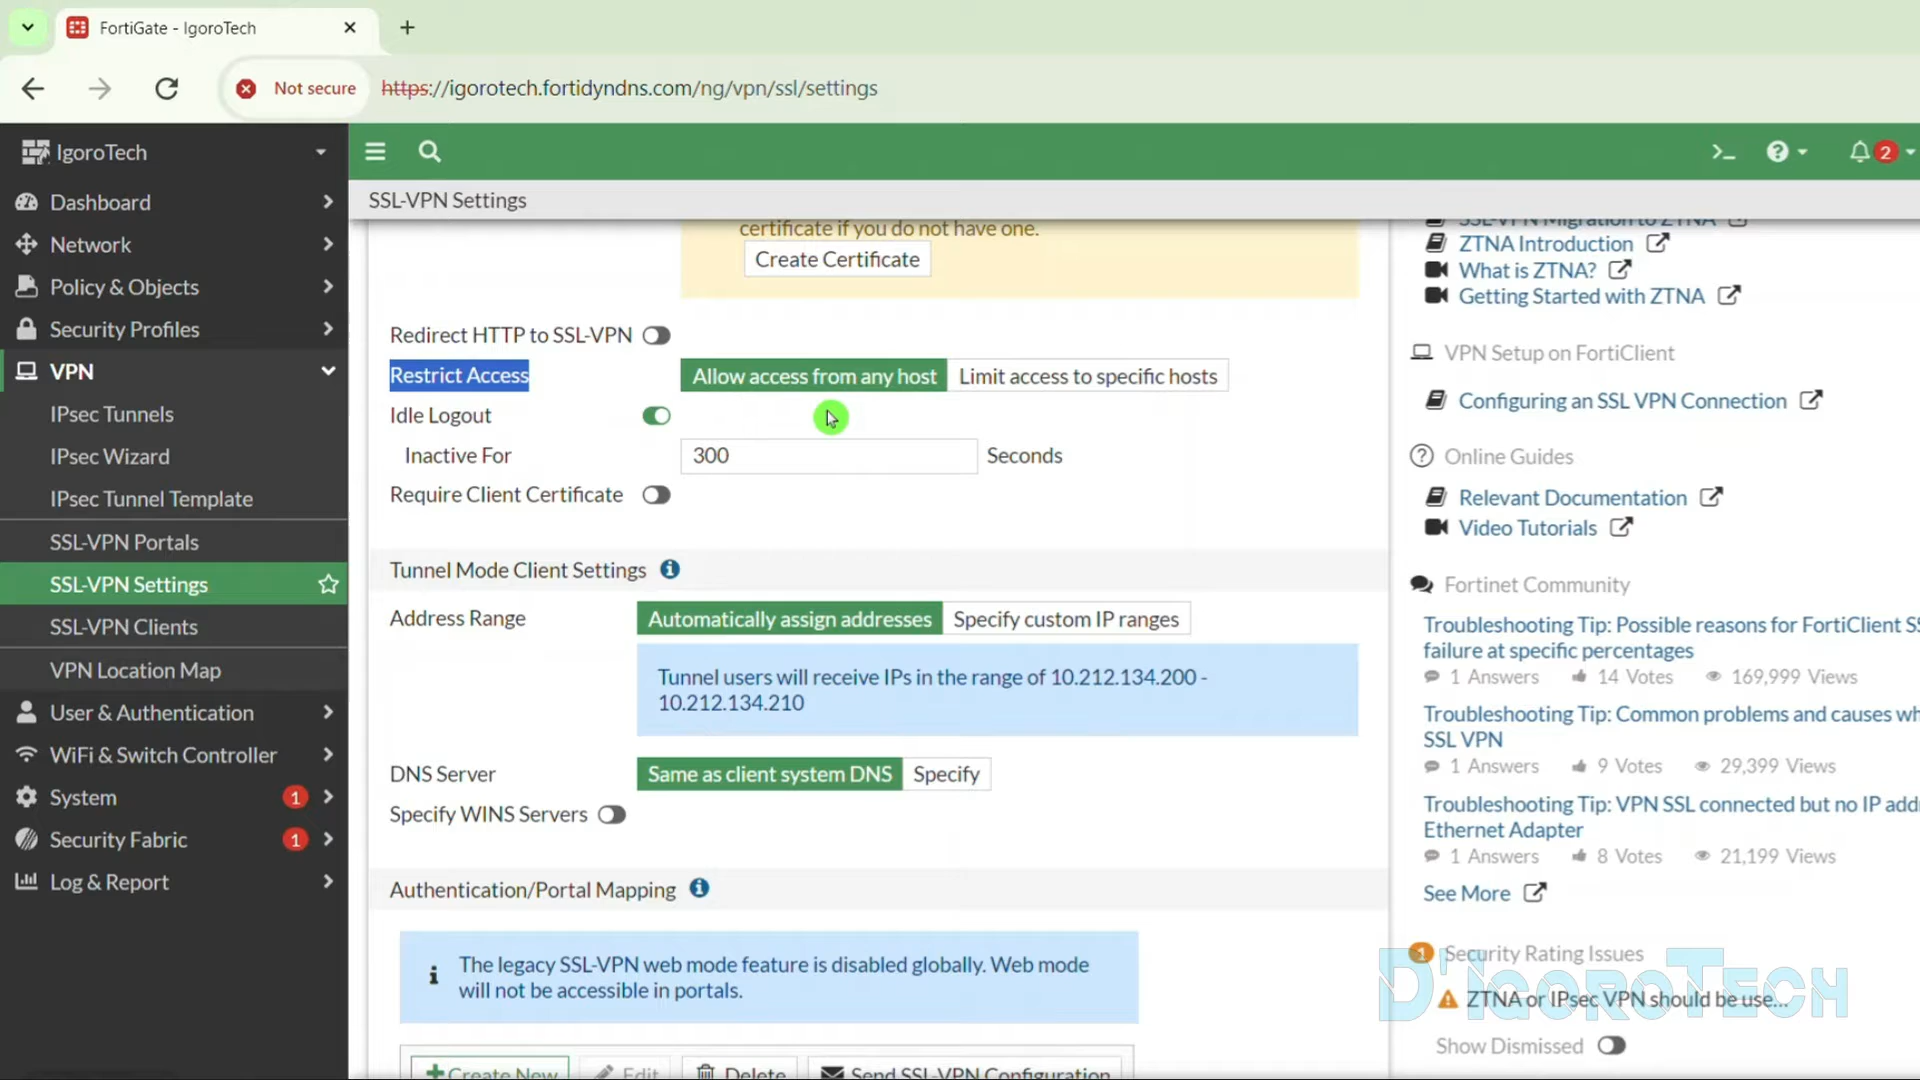 FortiGate - IgoroTech
Not secure
https://igorotech.fortidyndns.com/ng/vpn/ssl/settings
IgoroTech
2
Dashboard
Network
Policy & Objects
Security Profiles
VPN
IPsec Tunnels
IPsec Wizard
IPsec Tunnel Template
SSL-VPN Portals
SSL-VPN Settings
SSL-VPN Clients
VPN Location Map
User & Authentication
WiFi & Switch Controller
System 1
Security Fabric 1
Log & Report
SSL-VPN Settings
certificate if you do not have one.
Create Certificate
Redirect HTTP to SSL-VPN
Restrict Access Allow access from any host Limit access to specific hosts
Idle Logout
Inactive For 300 Seconds
Require Client Certificate
Tunnel Mode Client Settings
Address Range Automatically assign addresses Specify custom IP ranges
Tunnel users will receive IPs in the range of 10.212.134.200 -
10.212.134.210
DNS Server Same as client system DNS Specify
Specify WINS Servers
Authentication/Portal Mapping
The legacy SSL-VPN web mode feature is disabled globally. Web mode
will not be accessible in portals.
Create New Edit Delete Send SSL-VPN Configuration
SSL-VPN Migration to ZTNA
ZTNA Introduction
What is ZTNA?
Getting Started with ZTNA
VPN Setup on FortiClient
Configuring an SSL VPN Connection
Online Guides
Relevant Documentation
Video Tutorials
Fortinet Community
Troubleshooting Tip: Possible reasons for FortiClient S
failure at specific percentages
1 Answers 14 Votes 169,999 Views
Troubleshooting Tip: Common problems and causes wh
SSL VPN
1 Answers 9 Votes 29,399 Views
Troubleshooting Tip: VPN SSL connected but no IP add
Ethernet Adapter
1 Answers 8 Votes 21,199 Views
See More
1 Security Rating Issues
ZTNA or IPsec VPN should be use...
D'IgoroTech
Show Dismissed